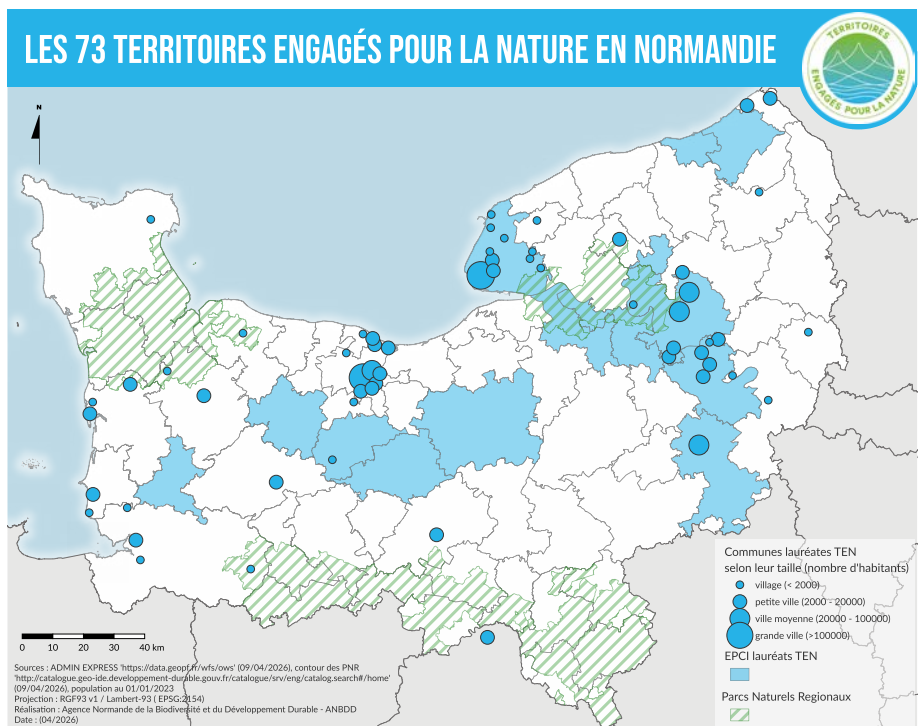 LES 73 TERRITOIRES ENGAGÉS POUR LA NATURE EN NORMANDIE
TERRITOIRES
ENGAGÉS POUR LA NATURE
N
Communes lauréates TEN
selon leur taille (nombre d'habitants)
village (< 2000)
petite ville (2000 - 20000)
ville moyenne (20000 - 100000)
grande ville (>100000)
EPCI lauréats TEN
Parcs Naturels Regionaux
0 10 20 30 40 km
Sources : ADMIN EXPRESS 'https://data.geopf.fr/wfs/ows' (09/04/2026), contour des PNR
'http://catalogue.geo-ide.developpement-durable.gouv.fr/catalogue/srv/eng/catalog.search#/home'
(09/04/2026), population au 01/01/2023
Projection : RGF93 v1 / Lambert-93 ( EPSG:2154)
Réalisation : Agence Normande de la Biodiversité et du Développement Durable - ANBDD
Date : (04/2026)